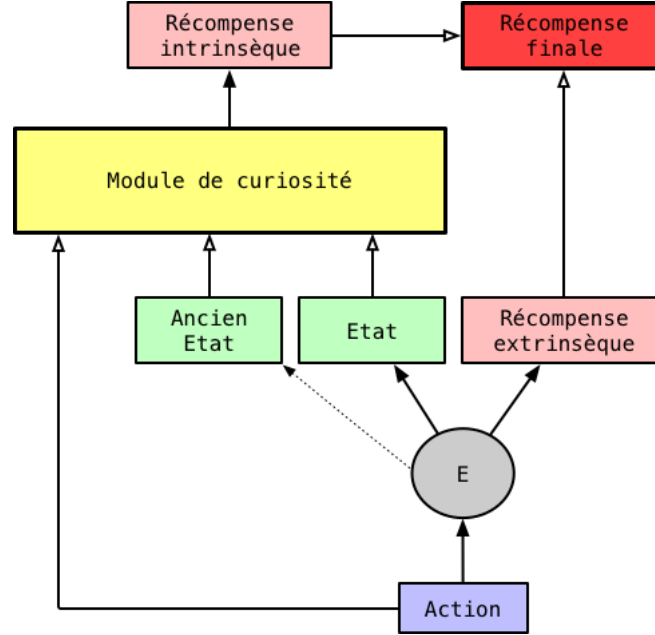 Récompense
intrinsèque
Récompense
finale
Module de curiosité
Ancien
Etat
Etat
Récompense
extrinsèque
E
Action